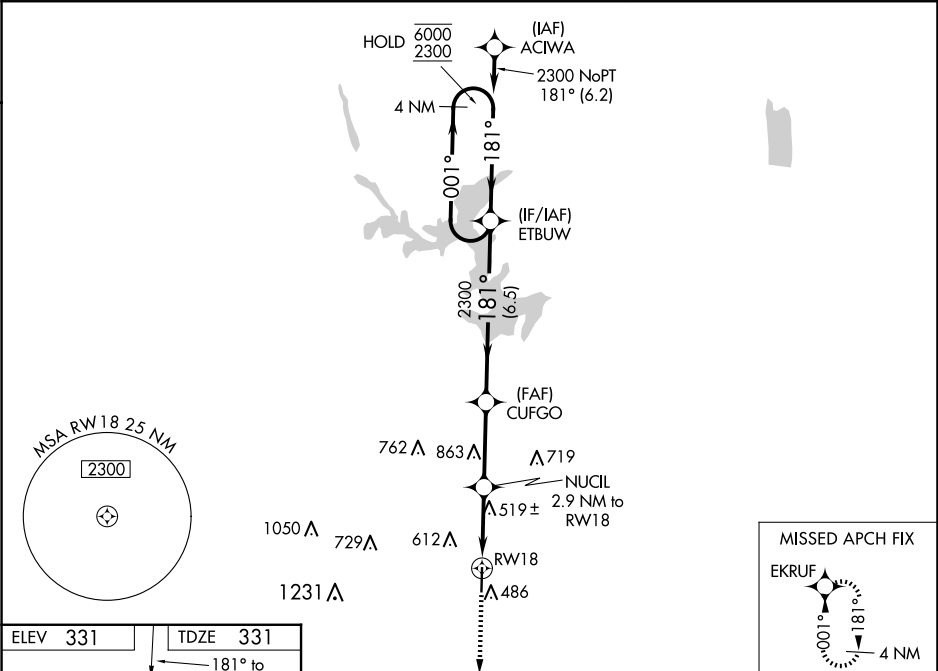 HOLD 6000
2300
(IAF)
ACIWA
2300 NoPT
181° (6.2)
4 NM
001°
181°
(IF/IAF)
ETBUW
2300
181°
(6.5)
(FAF)
CUFGO
MSA RW18 25 NM
2300
762
863
719
NUCIL
2.9 NM to
RW18
519±
1050
729
612
RW18
1231
486
MISSED APCH FIX
EKRUF
001°
181°
4 NM
ELEV 331
TDZE 331
181° to